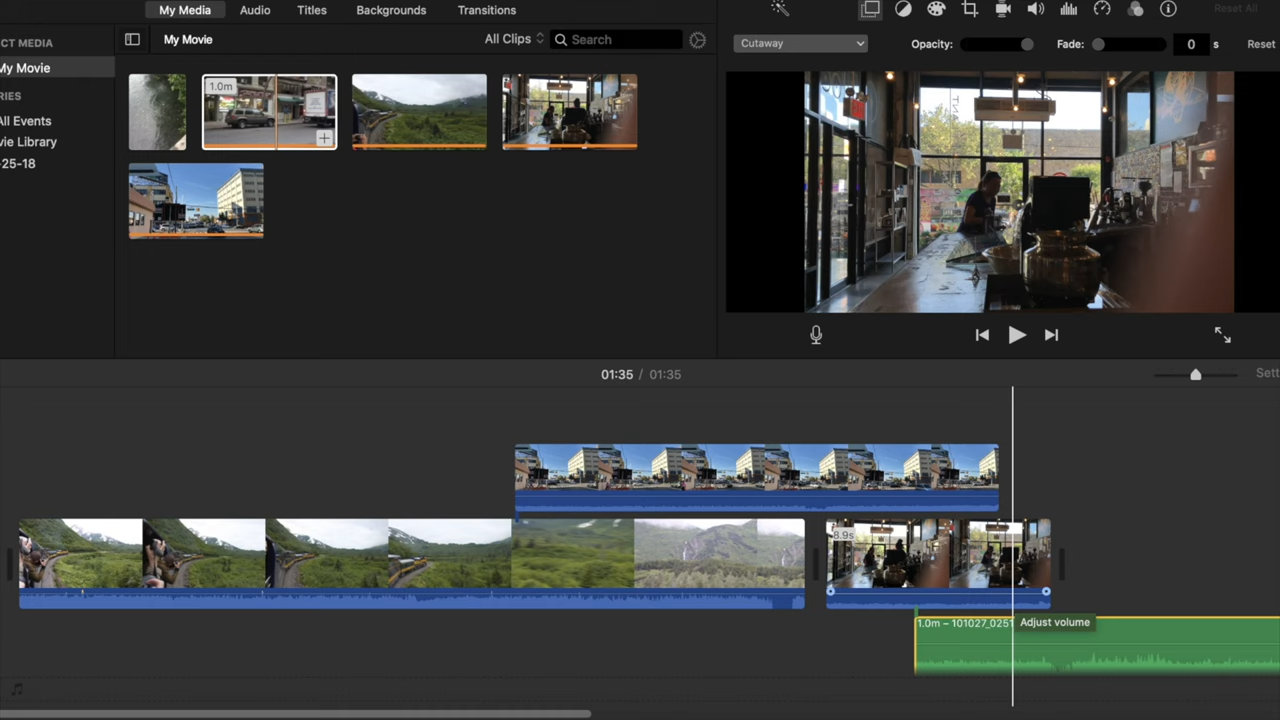 My Media Audio Titles Backgrounds Transitions Reset All
CT MEDIA My Movie All Clips Search Cutaway Opacity: Fade: 0 s Reset
My Movie 1.0m
RIES
All Events
vie Library
-25-18
01:35 / 01:35 Sett
8.9s
1.0m – 101027_0251 Adjust volume